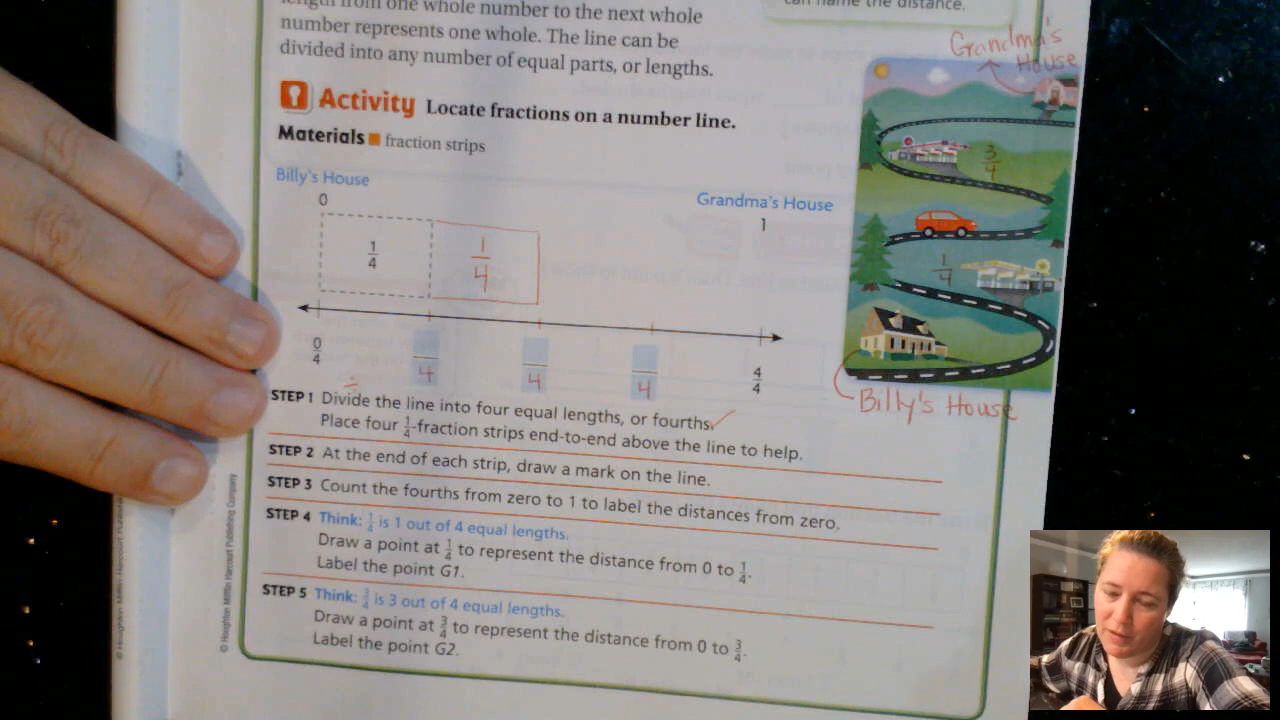 length from one whole number to the next whole
number represents one whole. The line can be
divided into any number of equal parts, or lengths.
can name the distance.
Grandma's
House
Activity Locate fractions on a number line.
Materials fraction strips
Billy's House
Grandma's House
0
1
1/4
1/4
0/4
/4
/4
/4
4/4
3/4
1/4
Billy's House
÷
STEP 1 Divide the line into four equal lengths, or fourths.
Place four 1/4-fraction strips end-to-end above the line to help.
STEP 2 At the end of each strip, draw a mark on the line.
STEP 3 Count the fourths from zero to 1 to label the distances from zero.
STEP 4 Think: 1/4 is 1 out of 4 equal lengths.
Draw a point at 1/4 to represent the distance from 0 to 1/4.
Label the point G1.
STEP 5 Think: 3/4 is 3 out of 4 equal lengths.
Draw a point at 3/4 to represent the distance from 0 to 3/4.
Label the point G2.
© Houghton Mifflin Harcourt Publishing Company